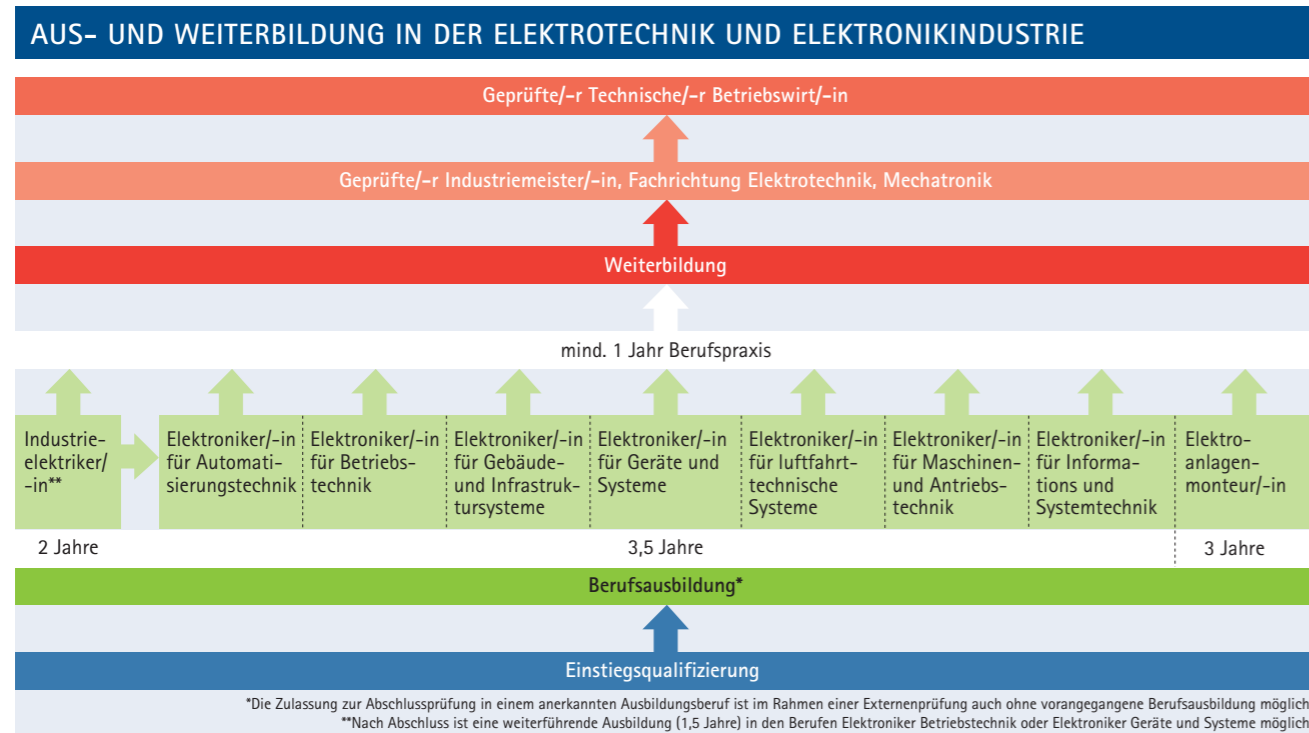 AUS- UND WEITERBILDUNG IN DER ELEKTROTECHNIK UND ELEKTRONIKINDUSTRIE
Geprüfte/-r Technische/-r Betriebswirt/-in
Geprüfte/-r Industriemeister/-in, Fachrichtung Elektrotechnik, Mechatronik
Weiterbildung
mind. 1 Jahr Berufspraxis
Industrie-
elektriker/
-in**
Elektroniker/-in
für Automati-
sierungstechnik
Elektroniker/-in
für Betriebs-
technik
Elektroniker/-in
für Gebäude-
und Infrastruk-
tursysteme
Elektroniker/-in
für Geräte und
Systeme
Elektroniker/-in
für luftfahrt-
technische
Systeme
Elektroniker/-in
für Maschinen-
und Antriebs-
technik
Elektroniker/-in
für Informa-
tions und
Systemtechnik
Elektro-
anlagen-
monteur/-in
2 Jahre
3,5 Jahre
3 Jahre
Berufsausbildung*
Einstiegsqualifizierung
*Die Zulassung zur Abschlussprüfung in einem anerkannten Ausbildungsberuf ist im Rahmen einer Externenprüfung auch ohne vorangegangene Berufsausbildung möglich
**Nach Abschluss ist eine weiterführende Ausbildung (1,5 Jahre) in den Berufen Elektroniker Betriebstechnik oder Elektroniker Geräte und Systeme möglich